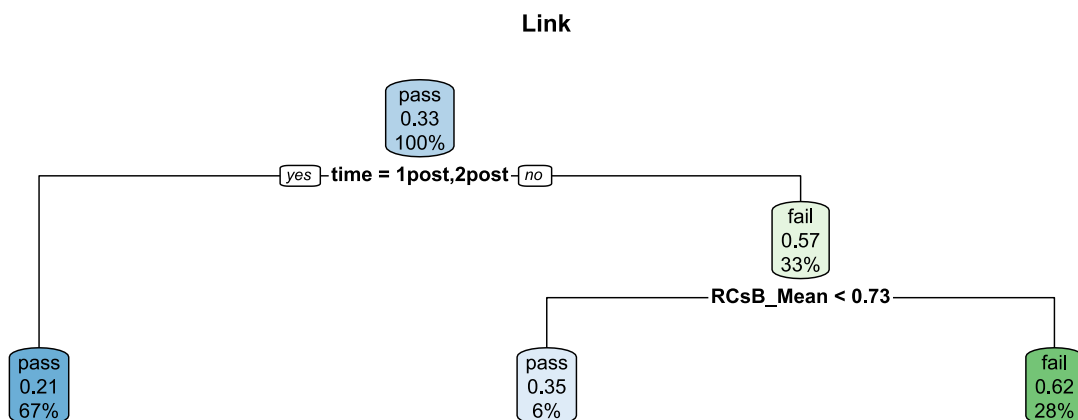 Link
pass
0.33
100%
yes time = 1post,2post no
fail
0.57
33%
RCsB_Mean < 0.73
pass
0.21
67%
pass
0.35
6%
fail
0.62
28%